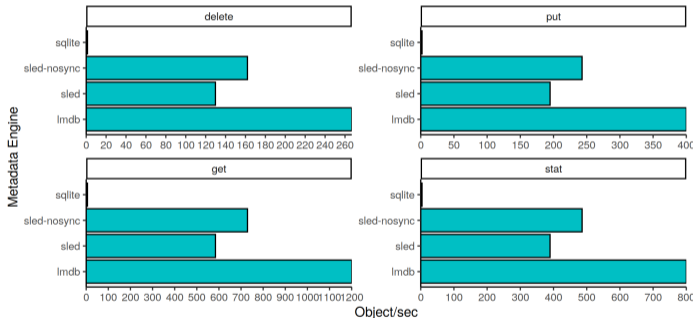 delete
put
sqlite
sled-nosync
sled
lmdb
0 20 40 60 80 100 120 140 160 180 200 220 240 260
sqlite
sled-nosync
sled
lmdb
0 50 100 150 200 250 300 350 400
get
stat
sqlite
sled-nosync
sled
lmdb
0 100 200 300 400 500 600 700 800 900 1000 1100 1200
sqlite
sled-nosync
sled
lmdb
0 100 200 300 400 500 600 700 800
Metadata Engine
Object/sec